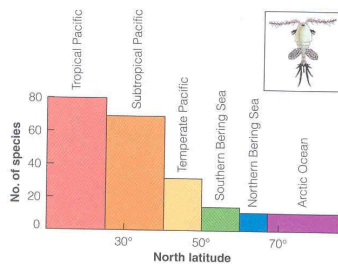 Tropical Pacific
Subtropical Pacific
Temperate Pacific
Southern Bering Sea
Northern Bering Sea
Arctic Ocean
No. of species
80
60
40
20
0
30°
50°
70°
North latitude